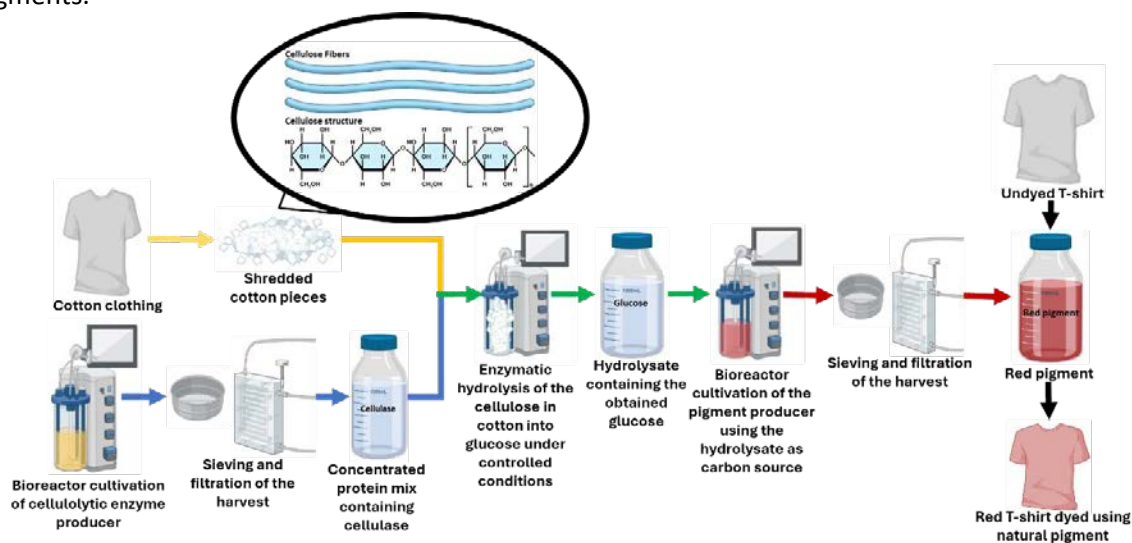 gments.
Cellulose Fibers
Cellulose structure
Cotton clothing
Shredded
cotton pieces
Bioreactor cultivation
of cellulolytic enzyme
producer
Sieving and
filtration of the
harvest
Cellulase
Concentrated
protein mix
containing
cellulase
Enzymatic
hydrolysis of the
cellulose in
cotton into
glucose under
controlled
conditions
Glucose
Hydrolysate
containing the
obtained
glucose
Bioreactor
cultivation of the
pigment producer
using the
hydrolysate as
carbon source
Sieving and filtration
of the harvest
Undyed T-shirt
Red pigment
Red pigment
Red T-shirt dyed using
natural pigment